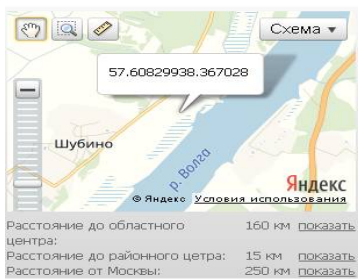 Схема
57.60829938.367028
Шубино
р. Волга
Яндекс
© Яндекс Условия использования
Расстояние до областного центра: 160 км показать
Расстояние до районного цетра: 15 км показать
Расстояние от Москвы: 250 км показать